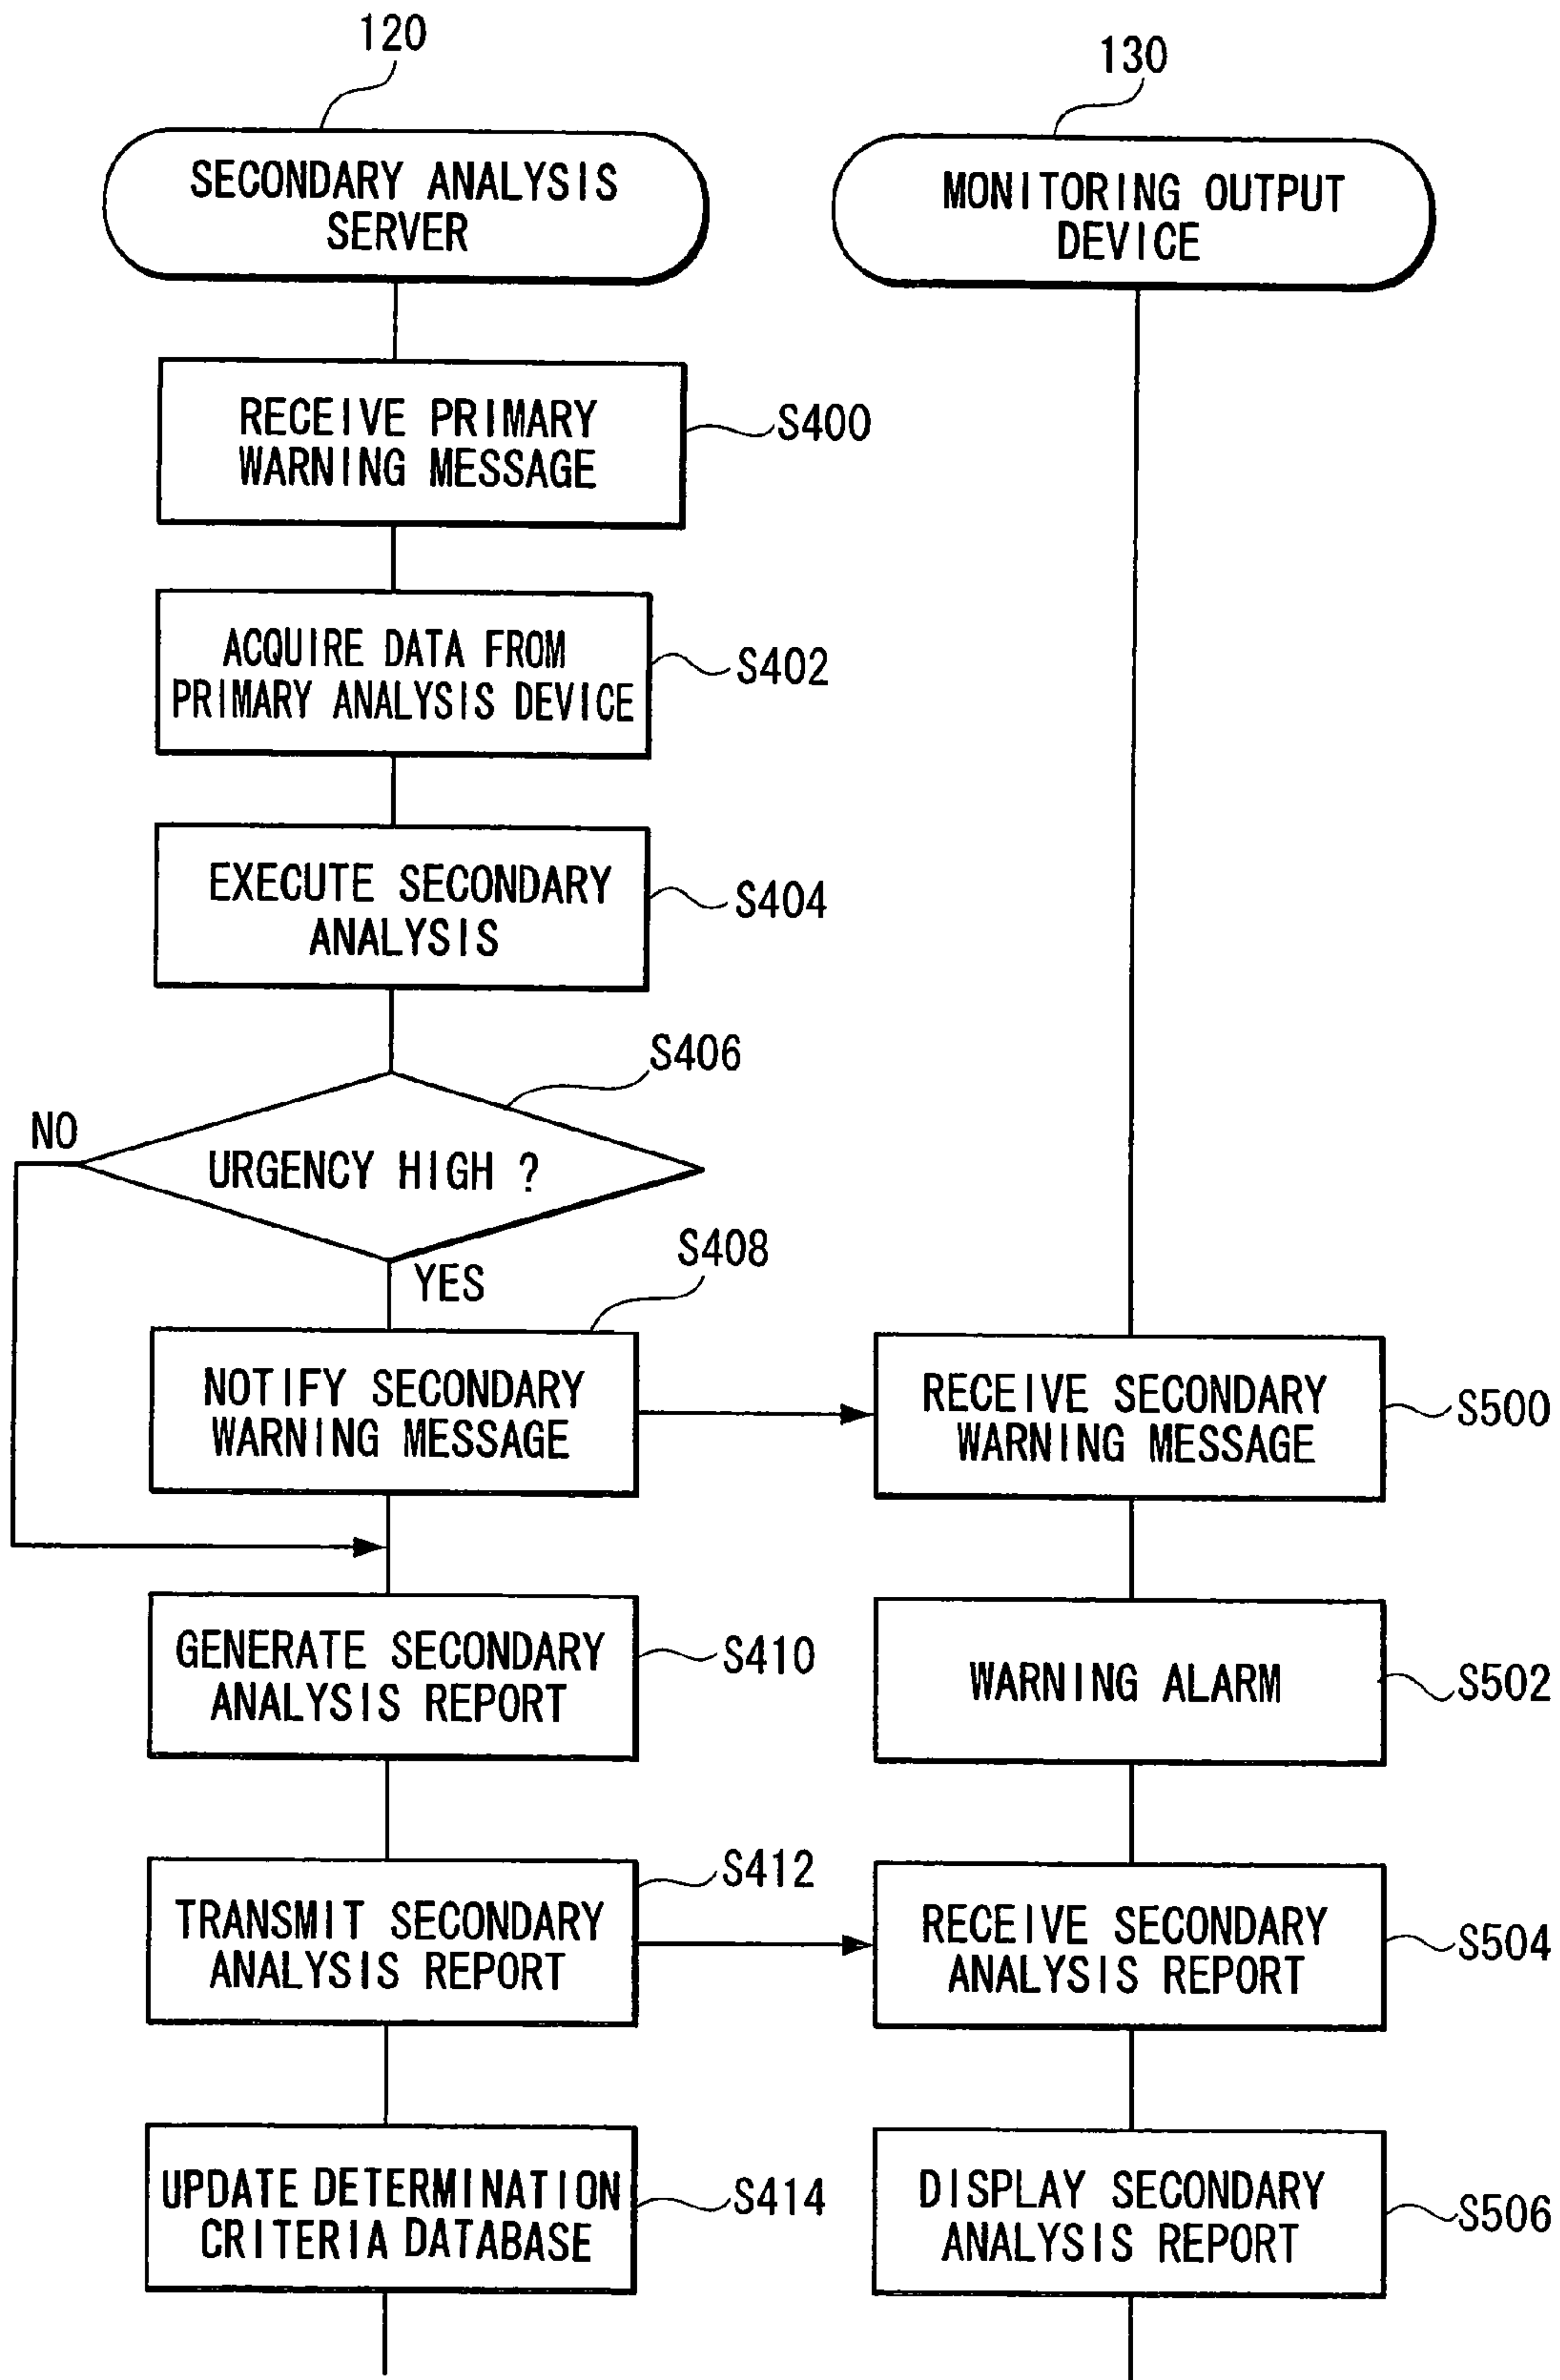 120
130
SECONDARY ANALYSIS
SERVER
MONITORING OUTPUT
DEVICE
RECEIVE PRIMARY
WARNING MESSAGE
S400
ACQUIRE DATA FROM
PRIMARY ANALYSIS DEVICE
S402
EXECUTE SECONDARY
ANALYSIS
S404
S406
NO
URGENCY HIGH ?
YES
S408
NOTIFY SECONDARY
WARNING MESSAGE
RECEIVE SECONDARY
WARNING MESSAGE
S500
GENERATE SECONDARY
ANALYSIS REPORT
S410
WARNING ALARM
S502
TRANSMIT SECONDARY
ANALYSIS REPORT
S412
RECEIVE SECONDARY
ANALYSIS REPORT
S504
UPDATE DETERMINATION
CRITERIA DATABASE
S414
DISPLAY SECONDARY
ANALYSIS REPORT
S506